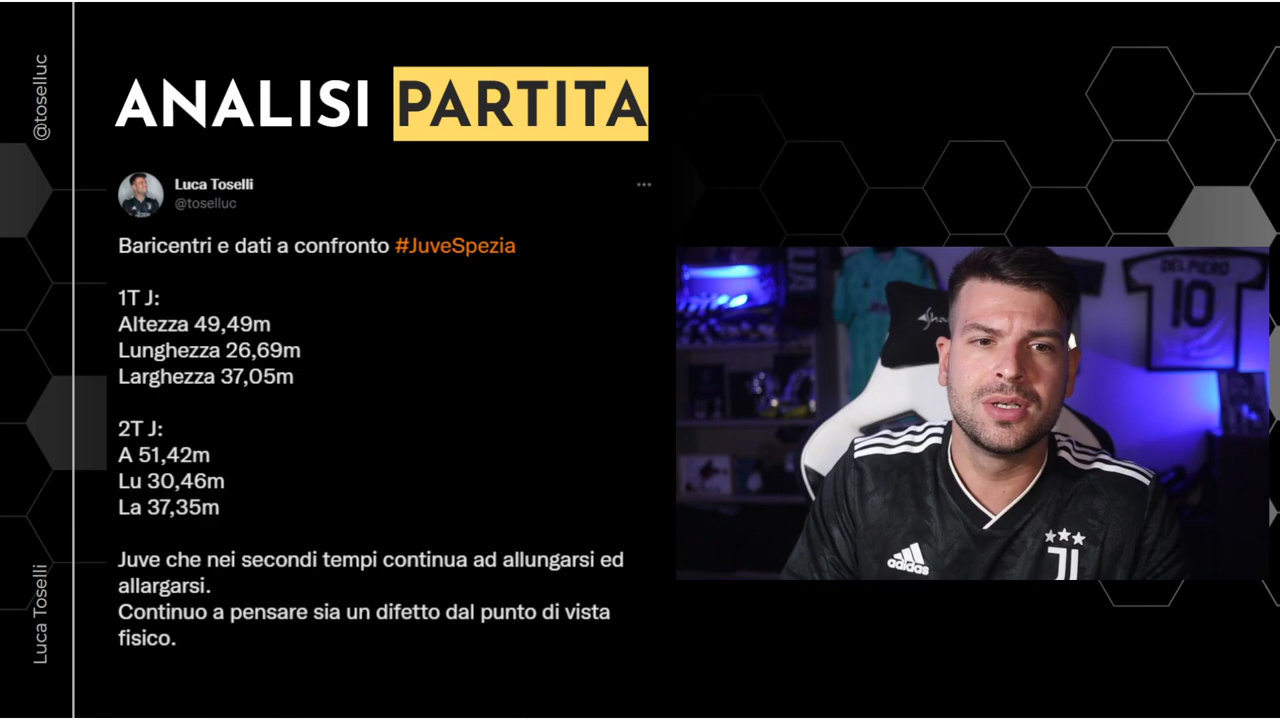 @toselluc
Luca Toselli
ANALISI PARTITA
Luca Toselli
@toselluc
Baricentri e dati a confronto #JuveSpezia
1T J:
Altezza 49,49m
Lunghezza 26,69m
Larghezza 37,05m
2T J:
A 51,42m
Lu 30,46m
La 37,35m
Juve che nei secondi tempi continua ad allungarsi ed
allargarsi.
Continuo a pensare sia un difetto dal punto di vista
fisico.
DEL PIERO
10
adidas